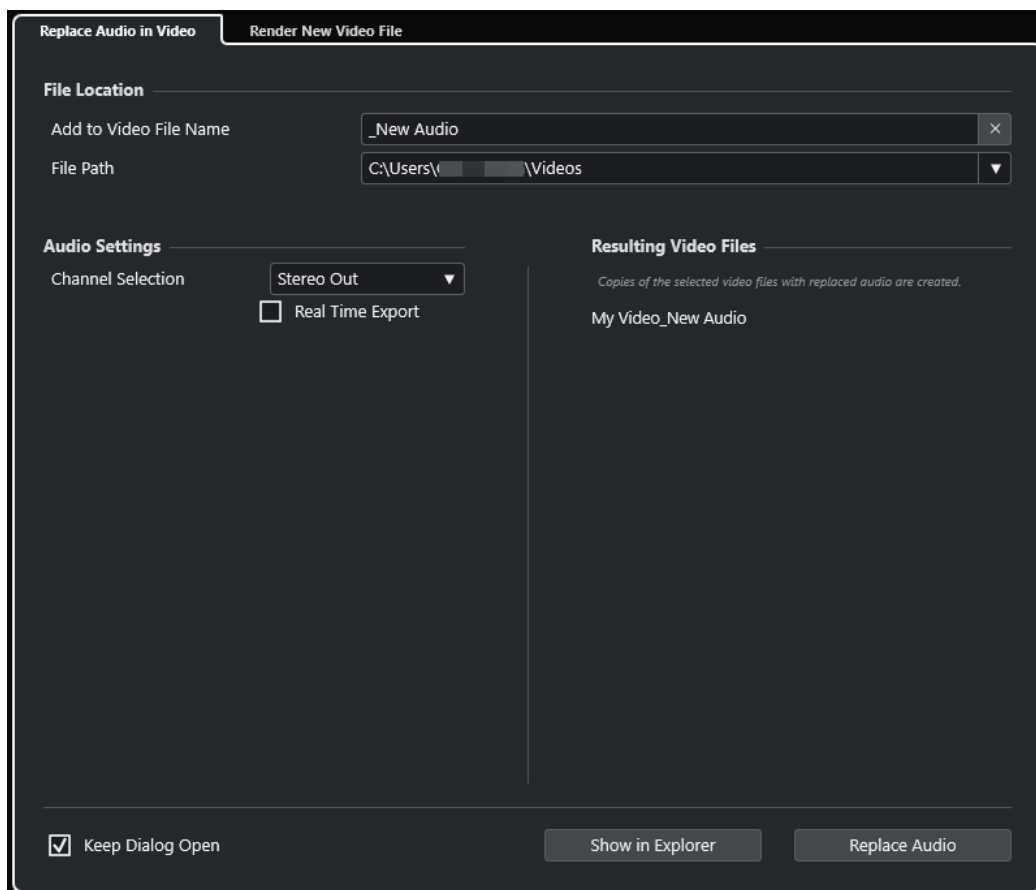 Replace Audio in Video
Render New Video File
File Location
Add to Video File Name
_New Audio
File Path
C:\Users\ \Videos
Audio Settings
Channel Selection
Stereo Out
Real Time Export
Resulting Video Files
Copies of the selected video files with replaced audio are created.
My Video_New Audio
Keep Dialog Open
Show in Explorer
Replace Audio